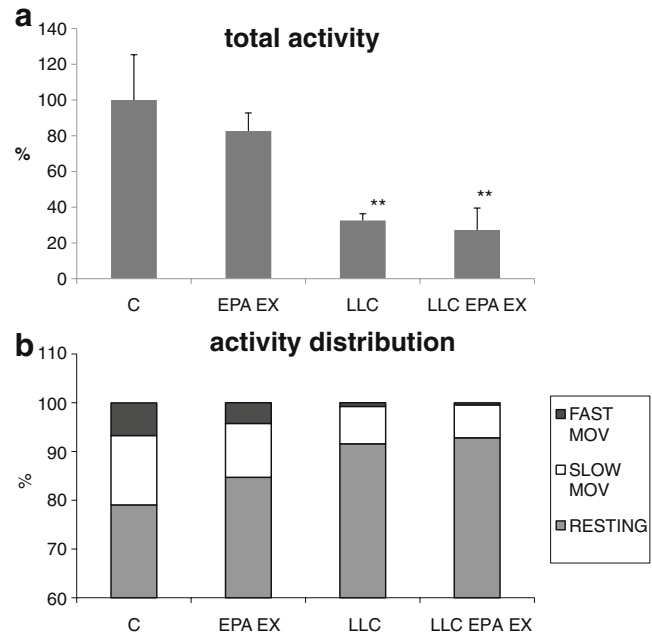 a
total activity
140
120
100
80
60
40
20
0
%
**
**
C EPA EX LLC LLC EPA EX
b
activity distribution
110
100
90
80
70
60
%
FAST
MOV
SLOW
MOV
RESTING
C EPA EX LLC LLC EPA EX